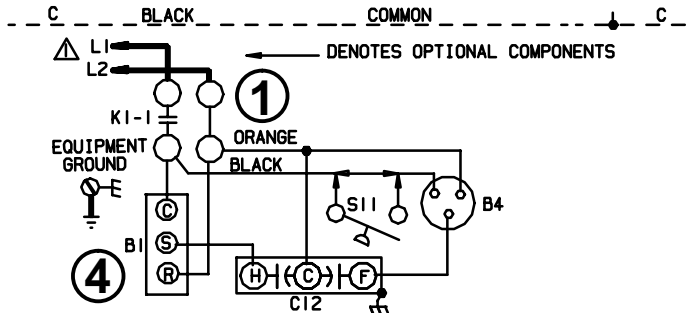 C BLACK COMMON C
L1 DENOTES OPTIONAL COMPONENTS
L2
1
K1-1
EQUIPMENT GROUND
ORANGE
BLACK
S11
B4
C
B1 S
R
4
H C F
C12